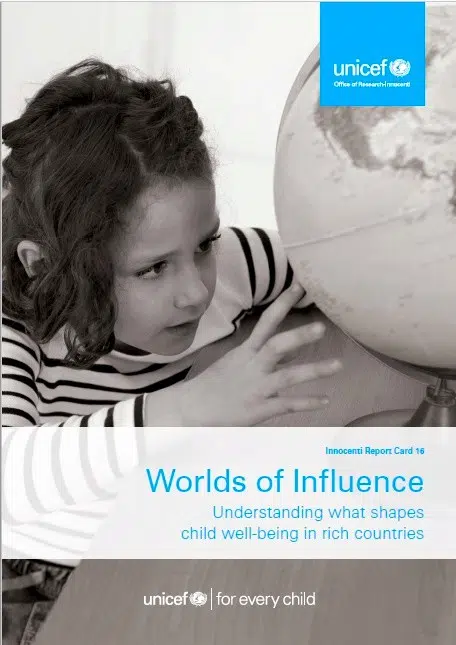 unicef
Office of Research-Innocenti
Innocenti Report Card 16
Worlds of Influence
Understanding what shapes
child well-being in rich countries
unicef | for every child